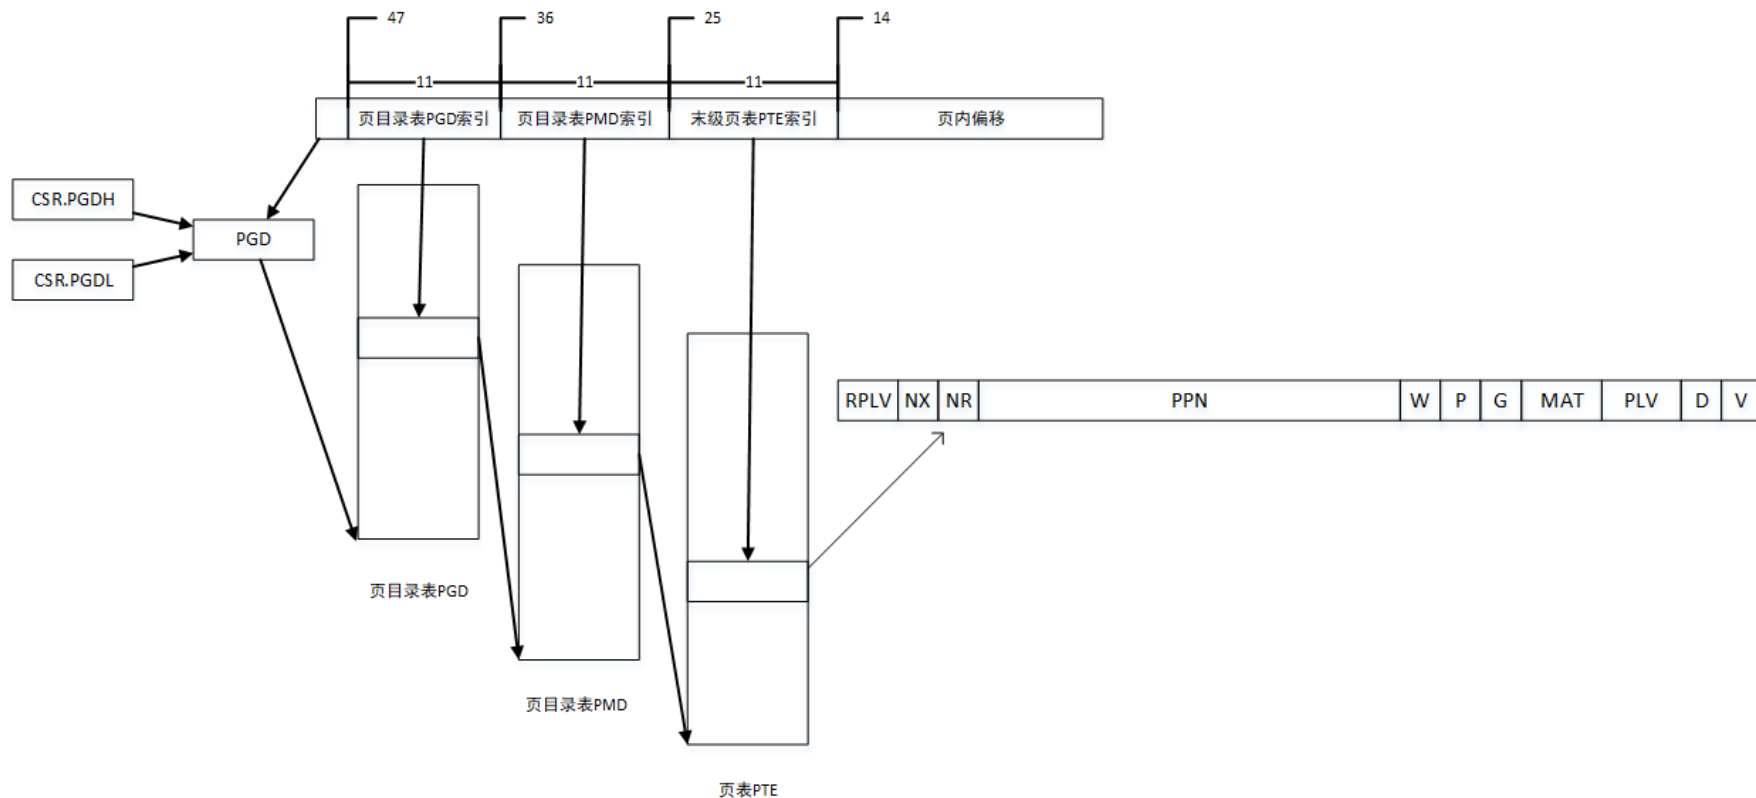 47
36
25
14
11
11
11
页目录表PGD索引
页目录表PMD索引
末级页表PTE索引
页内偏移
CSR.PGDH
PGD
CSR.PGDL
RPLV NX NR PPN W P G MAT PLV D V
页目录表PGD
页目录表PMD
页表PTE